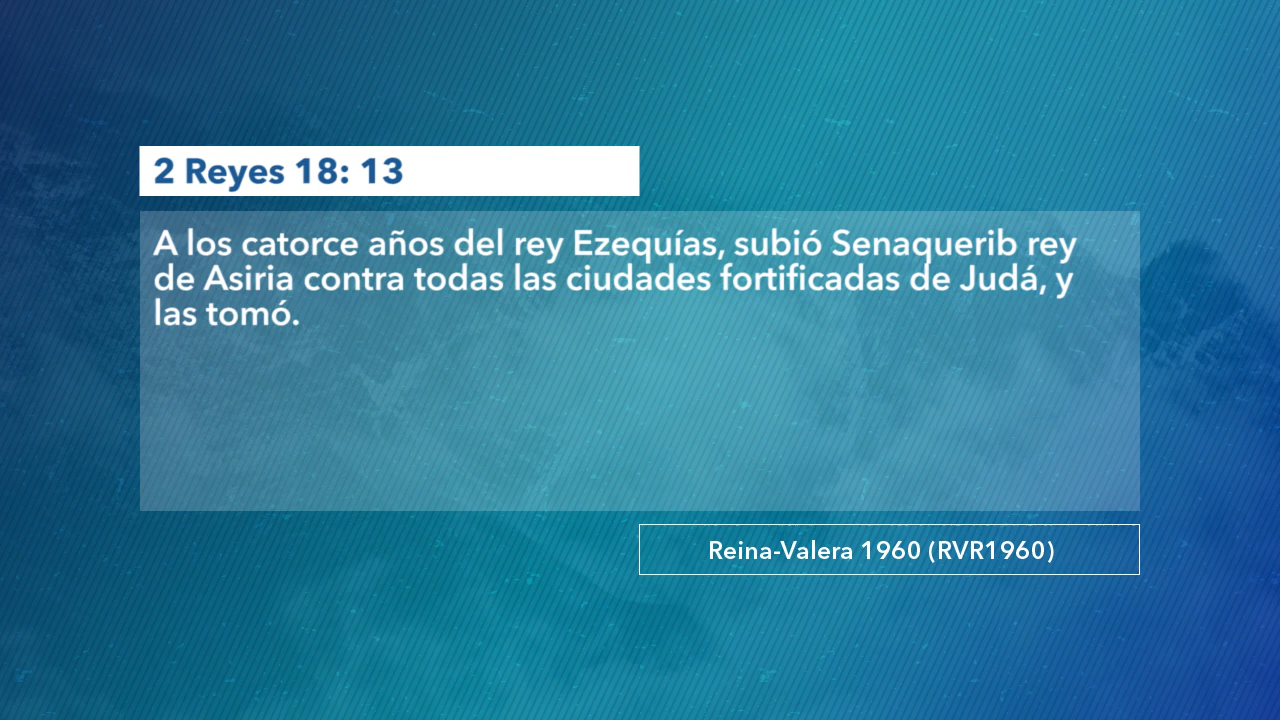 2 Reyes 18: 13
A los catorce años del rey Ezequías, subió Senaquerib rey
de Asiria contra todas las ciudades fortificadas de Judá, y
las tomó.
Reina-Valera 1960 (RVR1960)